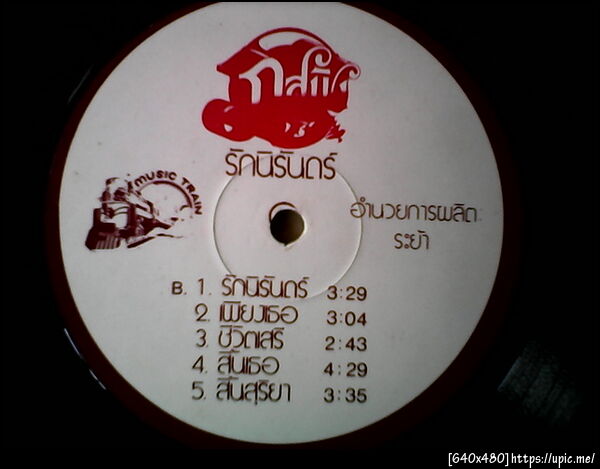 รักนิรันดร์
MUSIC TRAIN
อำนวยการผลิต:
ระย้า
B. 1. รักนิรันดร์ 3:29
2. เพียงเธอ 3:04
3. ชีวิตเสรี 2:43
4. สิ้นเธอ 4:29
5. สิ้นสุริยา 3:35
[640x480]https://upic.me/